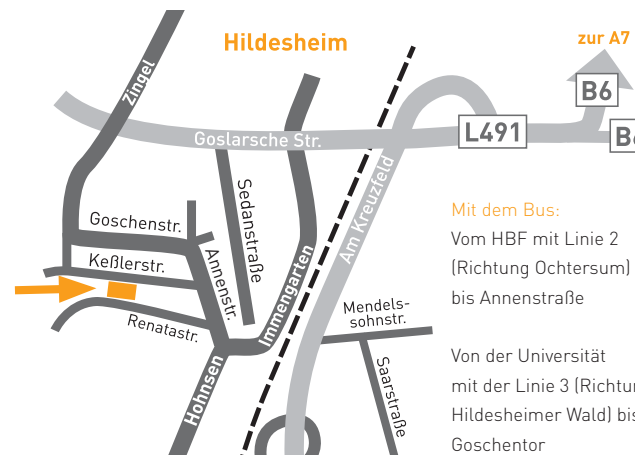 Hildesheim
zur A7
Zingel
B6
Goslarsche Str.
L491
Sedanstraße
Am Kreuzfeld
Goschenstr.
Keßlerstr.
Annenstr.
Immengarten
Renatastr.
Hohnsen
Mendels-
sohnstr.
Saarstraße
Mit dem Bus:
Vom HBF mit Linie 2
(Richtung Ochtersum)
bis Annenstraße
Von der Universität
mit der Linie 3 (Richtun
Hildesheimer Wald) bis
Goschentor